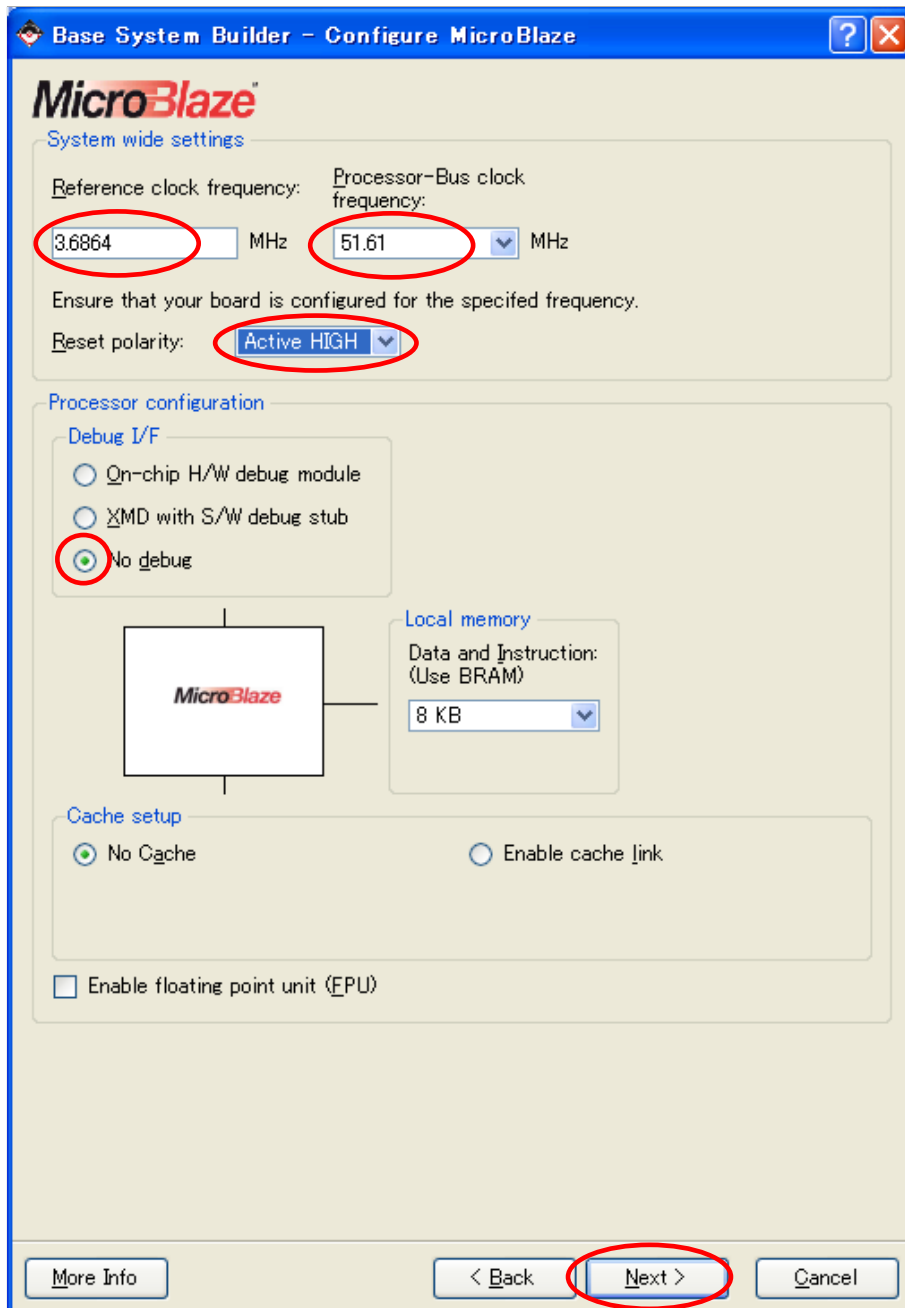 Base System Builder - Configure MicroBlaze
MicroBlaze
System wide settings
Reference clock frequency:
Processor-Bus clock
frequency:
3.6864 MHz
51.61 MHz
Ensure that your board is configured for the specifed frequency.
Reset polarity: Active HIGH
Processor configuration
Debug I/F
On-chip H/W debug module
XMD with S/W debug stub
No debug
MicroBlaze
Local memory
Data and Instruction:
(Use BRAM)
8 KB
Cache setup
No Cache
Enable cache link
Enable floating point unit (FPU)
More Info
< Back
Next >
Cancel